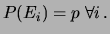 P(E_i) = p ∀i .